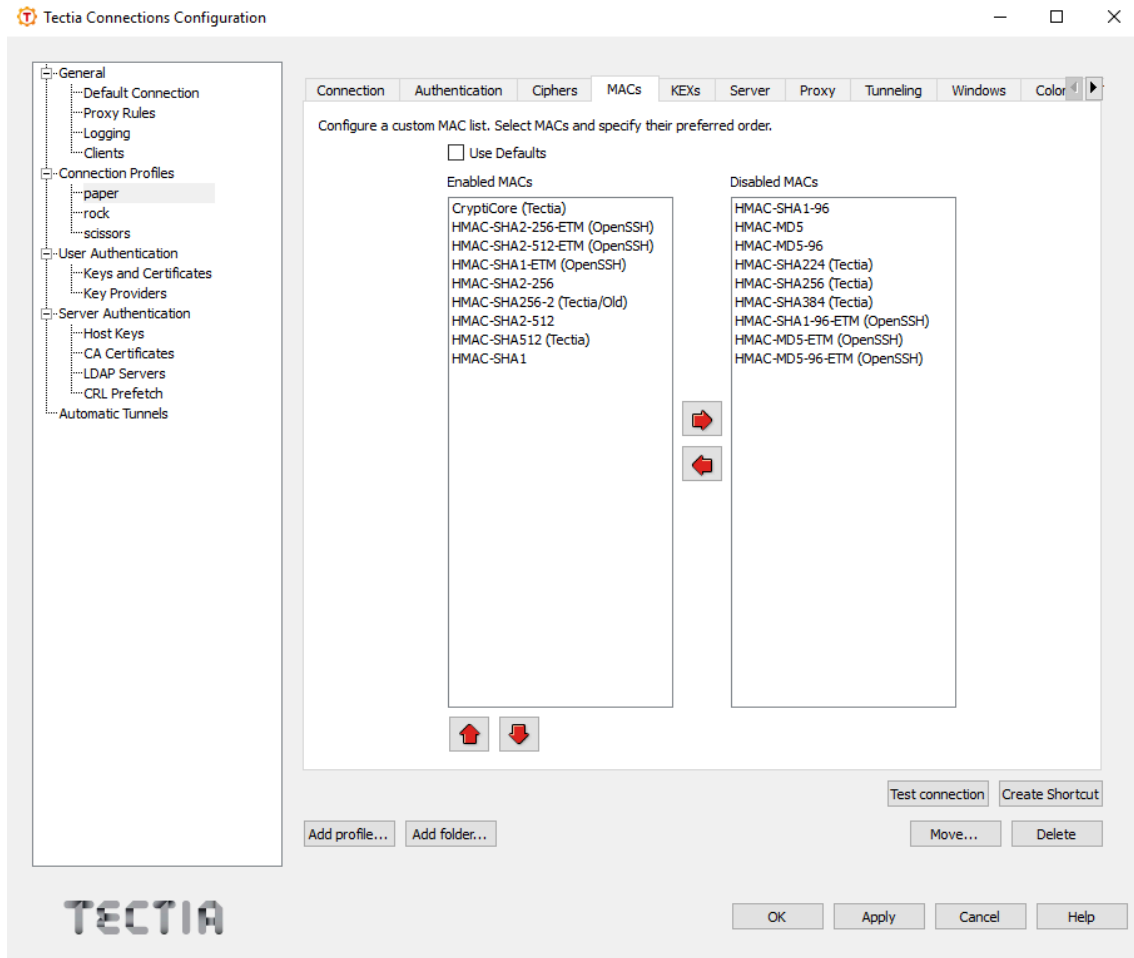 Tectia Connections Configuration
General
Default Connection
Proxy Rules
Logging
Clients
Connection Profiles
paper
rock
scissors
User Authentication
Keys and Certificates
Key Providers
Server Authentication
Host Keys
CA Certificates
LDAP Servers
CRL Prefetch
Automatic Tunnels
Connection Authentication Ciphers MACs KEXs Server Proxy Tunneling Windows Color
Configure a custom MAC list. Select MACs and specify their preferred order.
Use Defaults
Enabled MACs
CryptiCore (Tectia)
HMAC-SHA2-256-ETM (OpenSSH)
HMAC-SHA2-512-ETM (OpenSSH)
HMAC-SHA1-ETM (OpenSSH)
HMAC-SHA2-256
HMAC-SHA256-2 (Tectia/Old)
HMAC-SHA2-512
HMAC-SHA512 (Tectia)
HMAC-SHA1
Disabled MACs
HMAC-SHA1-96
HMAC-MD5
HMAC-MD5-96
HMAC-SHA224 (Tectia)
HMAC-SHA256 (Tectia)
HMAC-SHA384 (Tectia)
HMAC-SHA1-96-ETM (OpenSSH)
HMAC-MD5-ETM (OpenSSH)
HMAC-MD5-96-ETM (OpenSSH)
Test connection Create Shortcut
Add profile... Add folder... Move... Delete
TECTIA
OK Apply Cancel Help